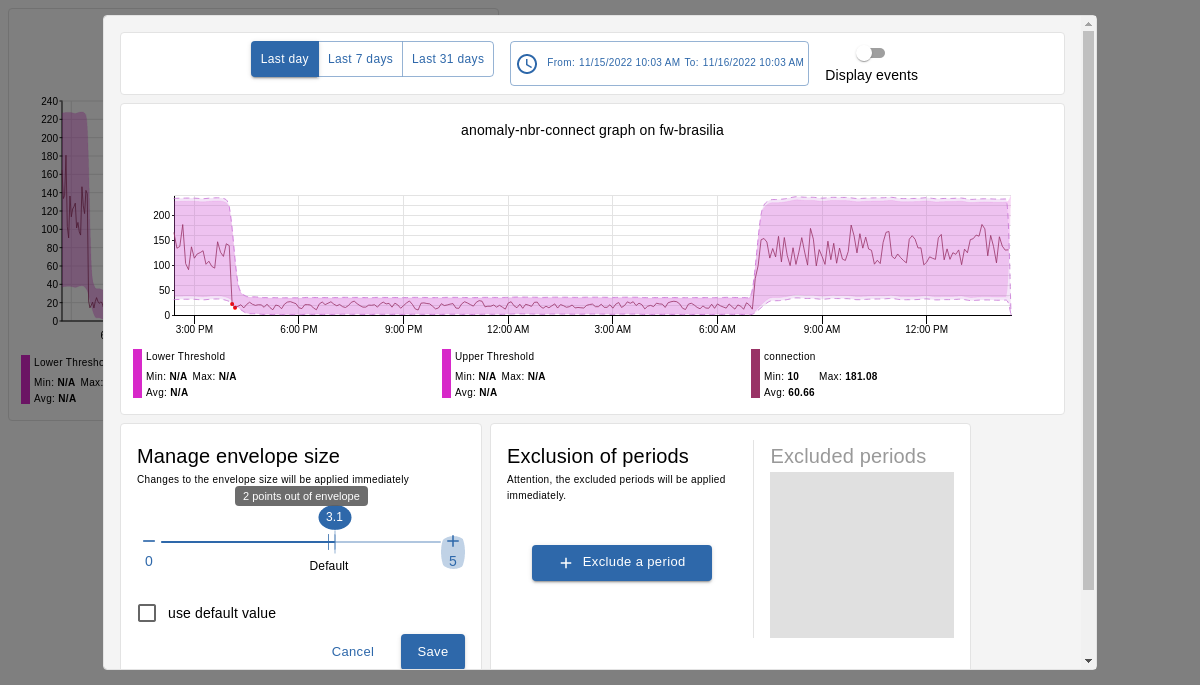 Last day Last 7 days Last 31 days From: 11/15/2022 10:03 AM To: 11/16/2022 10:03 AM
Display events
anomaly-nbr-connect graph on fw-brasilia
240
220
200
180
160
140
120
100
80
60
40
20
0
Lower
Min: N/A Max:
Avg: N/A
200
150
100
50
0
3:00 PM 6:00 PM 9:00 PM 12:00 AM 3:00 AM 6:00 AM 9:00 AM 12:00 PM
Lower Threshold Upper Threshold connection
Min: N/A Max: N/A Min: N/A Max: N/A Min: 10 Max: 181.08
Avg: N/A Avg: N/A Avg: 60.66
Manage envelope size
Changes to the envelope size will be applied immediately
2 points out of envelope
3.1
0 5
Default
use default value
Cancel Save
Exclusion of periods
Attention, the excluded periods will be applied
immediately.
Exclude a period
Excluded periods